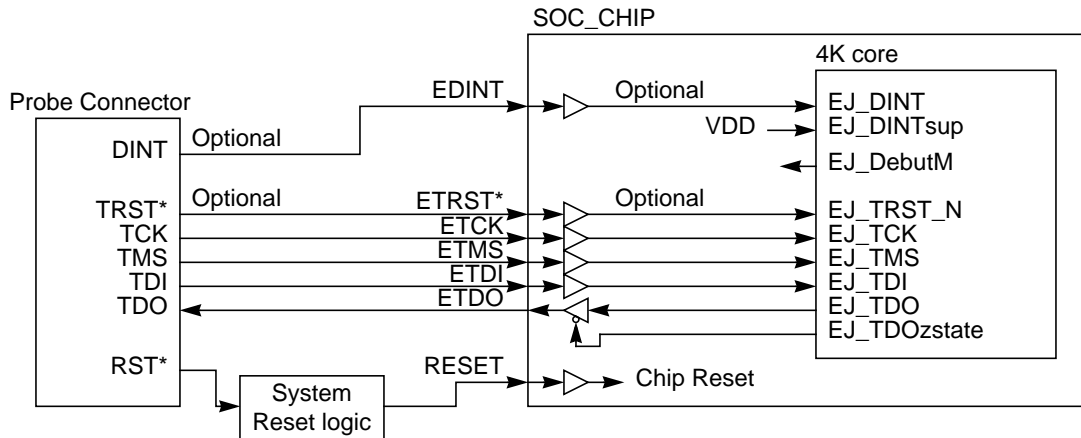 SOC_CHIP
4K core
Probe Connector
EDINT
Optional
EJ_DINT
VDD
EJ_DINTsup
DINT
Optional
EJ_DebutM
TRST*
Optional
ETRST*
Optional
EJ_TRST_N
TCK
ETCK
EJ_TCK
TMS
ETMS
EJ_TMS
TDI
ETDI
EJ_TDI
TDO
ETDO
EJ_TDO
EJ_TDOzstate
RST*
RESET
Chip Reset
System
Reset logic